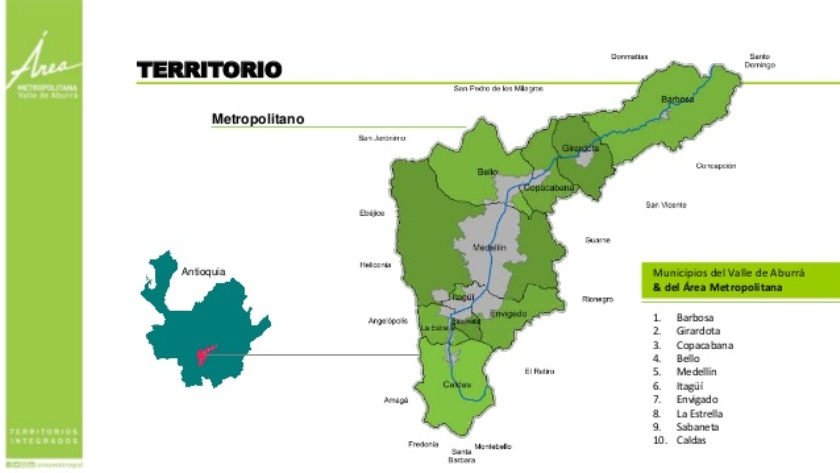 Área
METROPOLITANA
Valle de Aburrá
TERRITORIO
Metropolitano
Donmatías
Santo
Domingo
San Pedro de los Milagros
Barbosa
San Jerónimo
Girardota
Concepción
Bello
Copacabana
San Vicente
Ebéjico
Guarne
Medellín
Heliconia
Antioquia
Municipios del Valle de Aburrá
& del Área Metropolitana
Itagüí
Rionegro
Envigado
Angelópolis
La Estrella
Sabaneta
1. Barbosa
2. Girardota
3. Copacabana
4. Bello
5. Medellín
6. Itagüí
7. Envigado
8. La Estrella
9. Sabaneta
10. Caldas
El Retiro
Caldas
Amagá
Fredonia
Santa
Barbara
Montebello
TERRITORIOS
INTEGRADOS
@areametropol